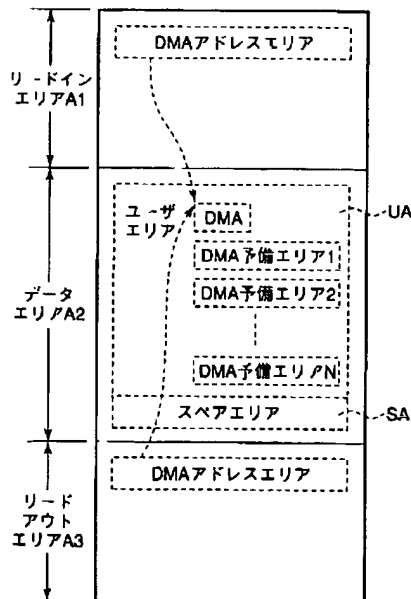 DMAアドレスエリア
リードイン
エリアA1
ユーザ
エリア
DMA
UA
DMA予備エリア1
DMA予備エリア2
データ
エリアA2
DMA予備エリアN
スペアエリア
SA
DMAアドレスエリア
リード
アウト
エリアA3